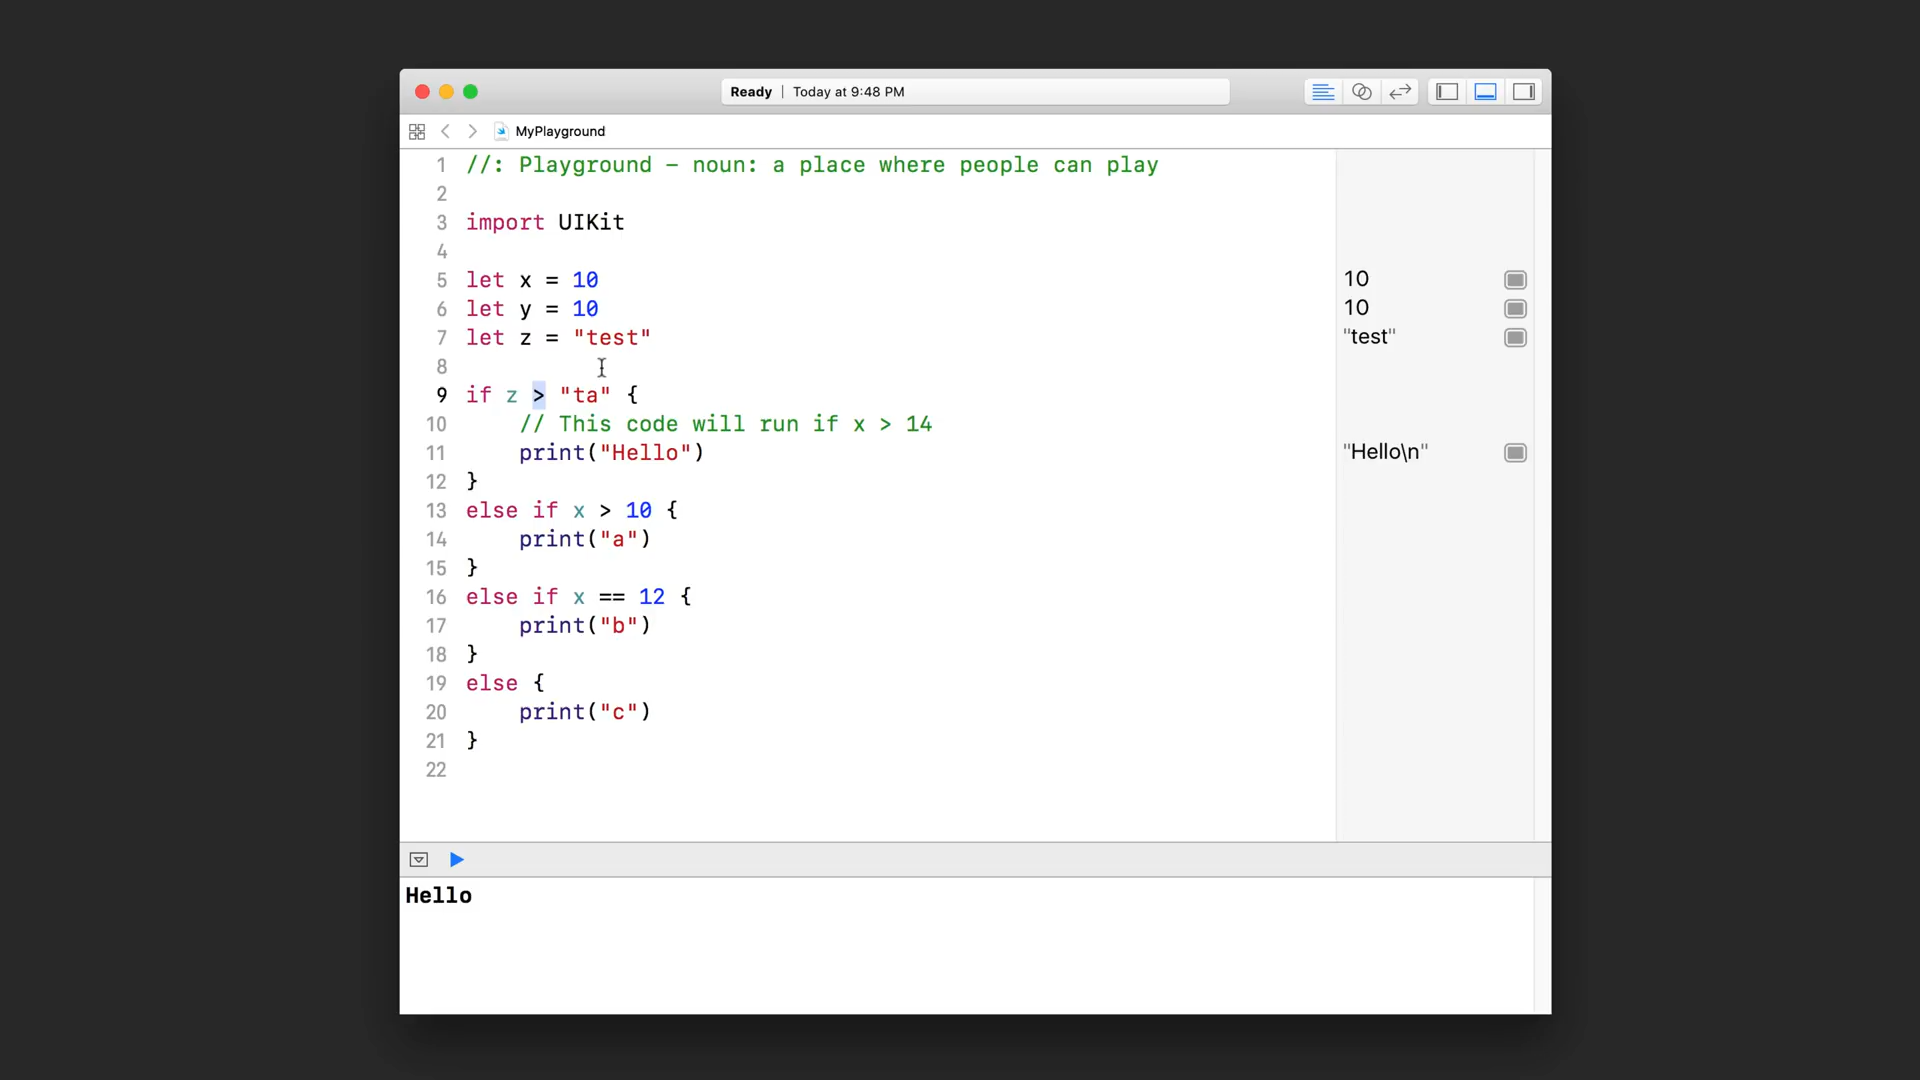 Ready | Today at 9:48 PM
MyPlayground
1 //: Playground – noun: a place where people can play
2
3 import UIKit
4
5 let x = 10 10
6 let y = 10 10
7 let z = "test" "test"
8
9 if z > "ta" {
10 // This code will run if x > 14
11 print("Hello") "Hello\n"
12 }
13 else if x > 10 {
14 print("a")
15 }
16 else if x == 12 {
17 print("b")
18 }
19 else {
20 print("c")
21 }
22
Hello